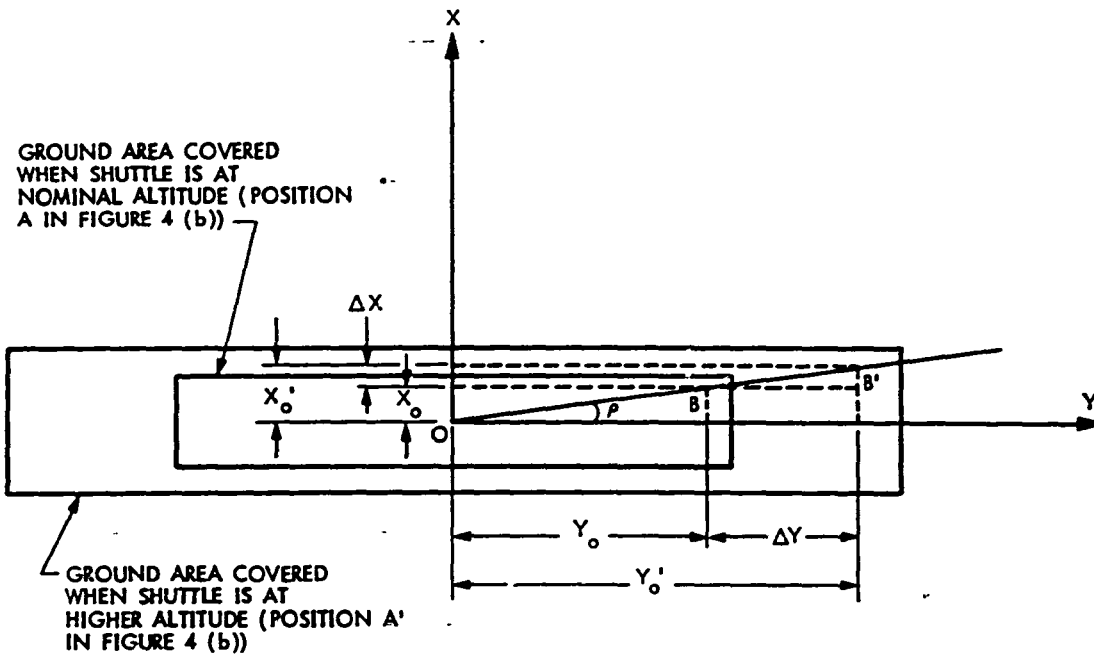 X
GROUND AREA COVERED
WHEN SHUTTLE IS AT
NOMINAL ALTITUDE (POSITION
A IN FIGURE 4 (b))
ΔX
X₀'
X₀
B
B'
ρ
O
Y
Y₀
ΔY
Y₀'
GROUND AREA COVERED
WHEN SHUTTLE IS AT
HIGHER ALTITUDE (POSITION A'
IN FIGURE 4 (b))